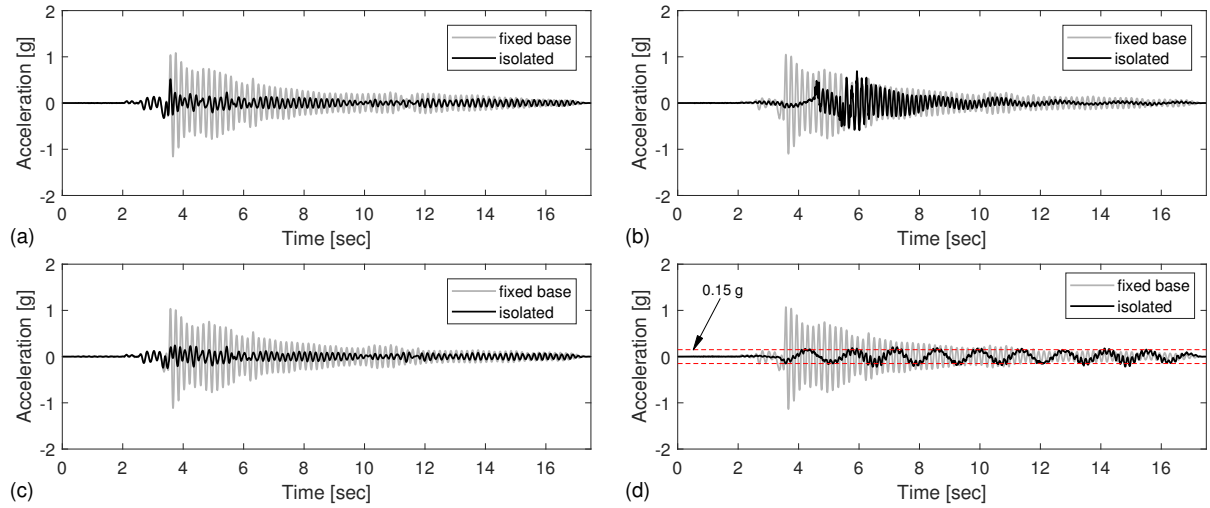 2
1
0
-1
-2
Acceleration [g]
fixed base
isolated
0 2 4 6 8 10 12 14 16
Time [sec]
(a)
2
1
0
-1
-2
Acceleration [g]
fixed base
isolated
0 2 4 6 8 10 12 14 16
Time [sec]
(b)
2
1
0
-1
-2
Acceleration [g]
fixed base
isolated
0 2 4 6 8 10 12 14 16
Time [sec]
(c)
2
1
0
-1
-2
Acceleration [g]
0.15 g
fixed base
isolated
0 2 4 6 8 10 12 14 16
Time [sec]
(d)